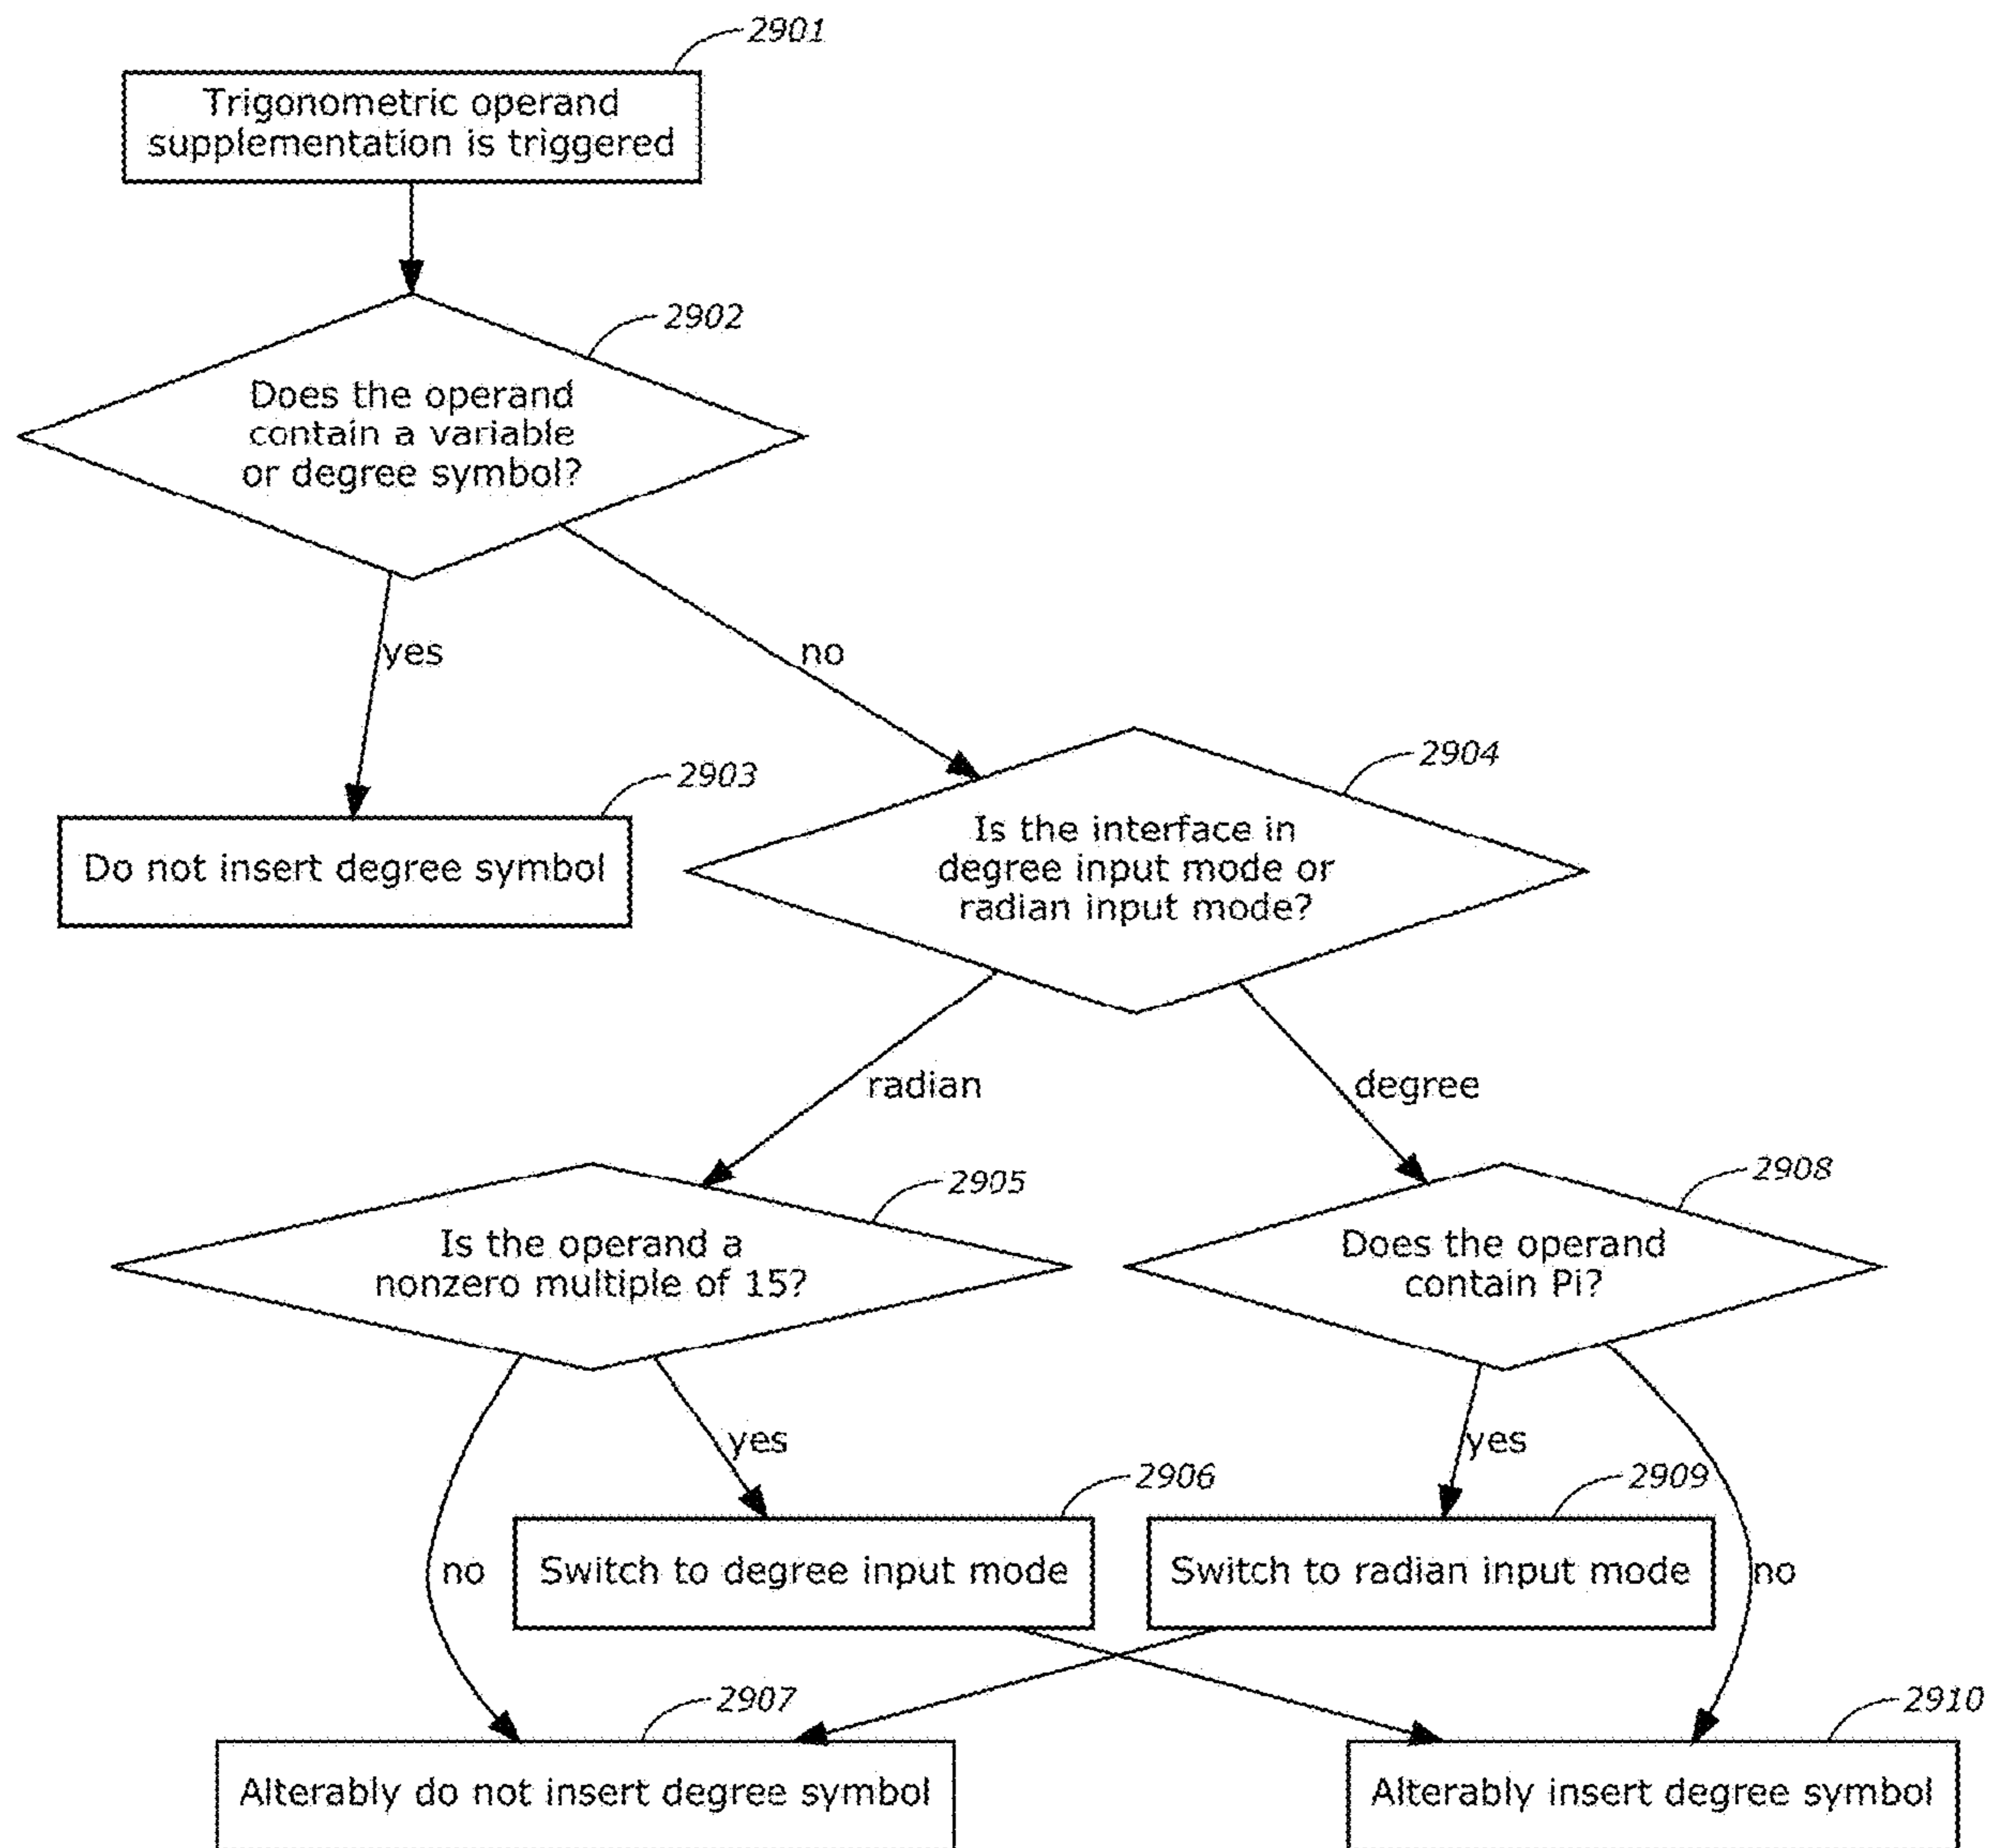 2901
Trigonometric operand
supplementation is triggered
2902
Does the operand
contain a variable
or degree symbol?
yes
no
2903
Do not insert degree symbol
2904
Is the interface in
degree input mode or
radian input mode?
radian
degree
2905
Is the operand a
nonzero multiple of 15?
2908
Does the operand
contain Pi?
yes
yes
2906
2909
no
Switch to degree input mode
Switch to radian input mode
no
2907
2910
Alterably do not insert degree symbol
Alterably insert degree symbol